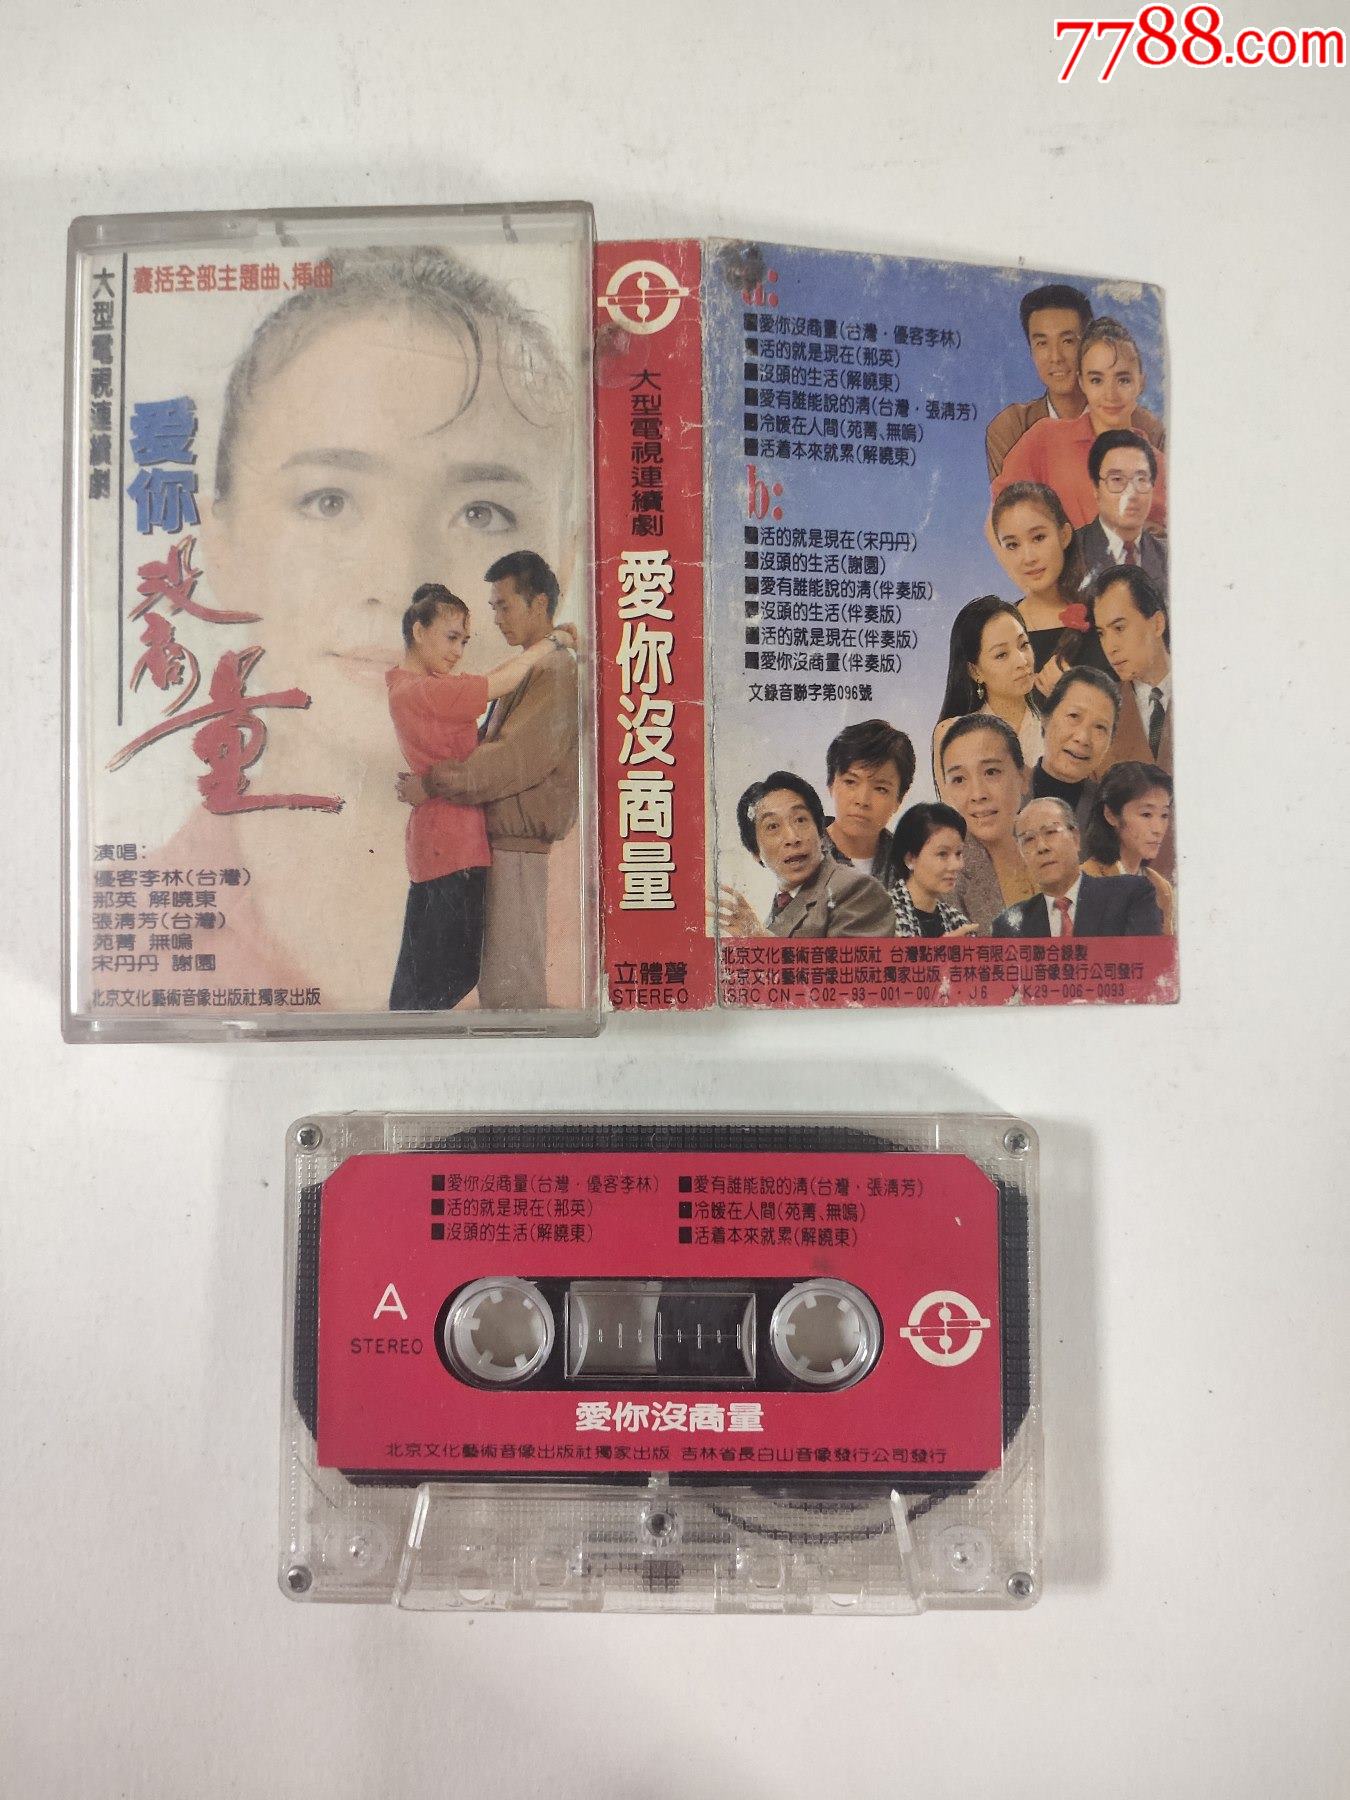 7788.com
囊括全部主題曲、插曲
大型電視連續劇
愛你
没商量
演唱：
優客李林(台灣)
那英 解曉東
張清芳(台灣)
苑菁 無鳴
宋丹丹 謝園
北京文化藝術音像出版社獨家出版
大型電視連續劇
愛你沒商量
立體聲
STEREO
a:
■愛你沒商量(台灣·優客李林)
■活的就是現在(那英)
■沒頭的生活(解曉東)
■愛有誰能說的清(台灣·張清芳)
■冷暖在人間(苑菁、無鳴)
■活着本來就累(解曉東)
b:
■活的就是現在(宋丹丹)
■沒頭的生活(謝園)
■愛有誰能說的清(伴奏版)
■沒頭的生活(伴奏版)
■活的就是現在(伴奏版)
■愛你沒商量(伴奏版)
文錄音聯字第096號
北京文化藝術音像出版社 台灣點將唱片有限公司聯合錄製
北京文化藝術音像出版社獨家出版 吉林省長白山音像發行公司發行
ISRC CN-C02-93-001-00/A·J6 XK29-006-0093
■愛你沒商量(台灣·優客李林) ■愛有誰能說的清(台灣·張清芳)
■活的就是現在(那英) ■冷暖在人間(苑菁、無鳴)
■沒頭的生活(解曉東) ■活着本來就累(解曉東)
A
STEREO
愛你沒商量
北京文化藝術音像出版社獨家出版 吉林省長白山音像發行公司發行